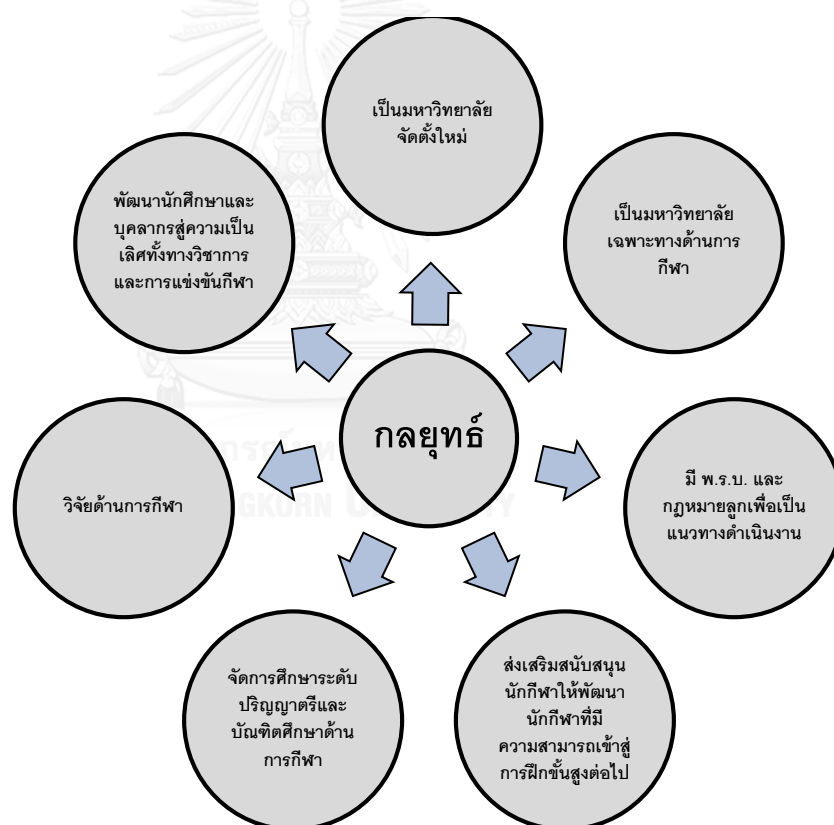 เป็นมหาวิทยาลัย
จัดตั้งใหม่
เป็นมหาวิทยาลัย
เฉพาะทางด้านการ
กีฬา
มี พ.ร.บ. และ
กฎหมายลูกเพื่อเป็น
แนวทางดำเนินงาน
ส่งเสริมสนับสนุน
นักกีฬาให้พัฒนา
นักกีฬาที่มี
ความสามารถเข้าสู่
การฝึกขั้นสูงต่อไป
จัดการศึกษาระดับ
ปริญญาตรีและ
บัณฑิตศึกษาด้าน
การกีฬา
วิจัยด้านการกีฬา
พัฒนานักศึกษาและ
บุคลากรสู่ความเป็น
เลิศทั้งทางวิชาการ
และการแข่งขันกีฬา
กลยุทธ์